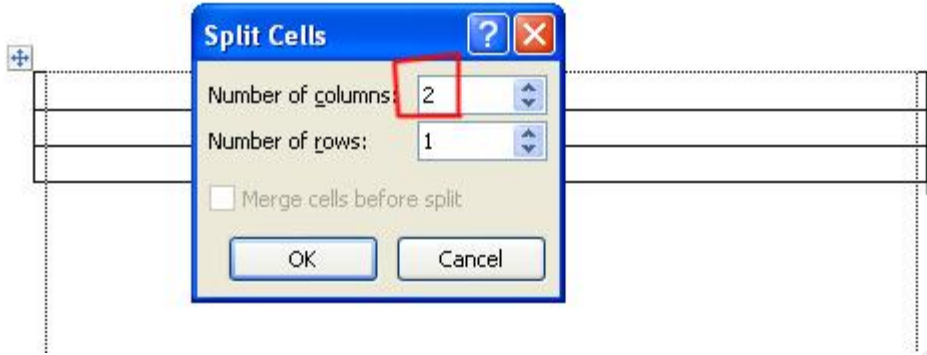 Split Cells
Number of columns: 2
Number of rows: 1
Merge cells before split
OK Cancel